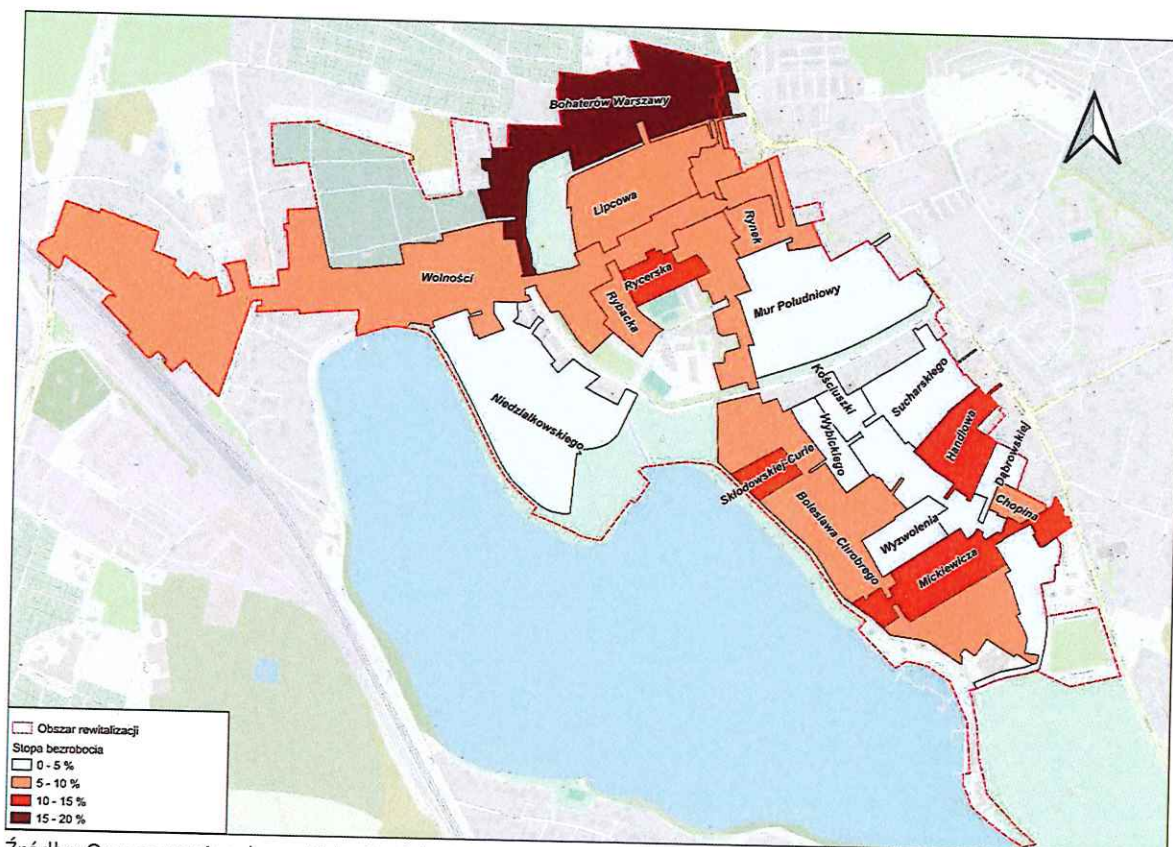 Bohaterów Warszawy
Lipcowa
Rynek
Wolności
Rycerska
Rybacka
Mur Południowy
Niedziałkowskiego
Kościuszki
Sucharskiego
Wybickiego
Handlowa
Dąbrowskiej
Skłodowskiej-Curie
Bolesława Chrobrego
Chopina
Wyzwolenia
Mickiewicza
Obszar rewitalizacji
Stopa bezrobocia
0 - 5 %
5 - 10 %
10 - 15 %
15 - 20 %